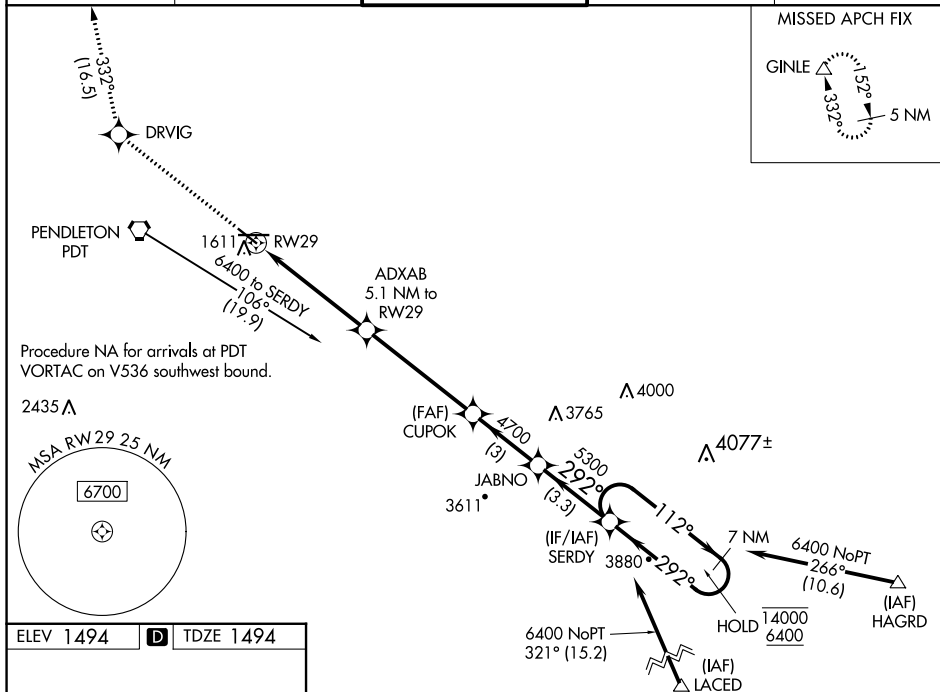 MISSED APCH FIX
GINLE
152°
332°
5 NM
332°
(16.5)
DRVIG
PENDLETON
PDT
1611
RW29
6400 to SERDY
106°
(19.9)
ADXAB
5.1 NM to
RW29
Procedure NA for arrivals at PDT
VORTAC on V536 southwest bound.
2435
MSA RW29 25 NM
6700
(FAF)
CUPOK
4700
(3)
3765
4000
4077±
JABNO
5300
292°
(3.3)
3611
112°
7 NM
(IF/IAF)
SERDY
3880
292°
6400 NoPT
266°
(10.6)
(IAF)
HAGRD
HOLD
14000
6400
6400 NoPT
321° (15.2)
(IAF)
LACED
ELEV 1494 D TDZE 1494